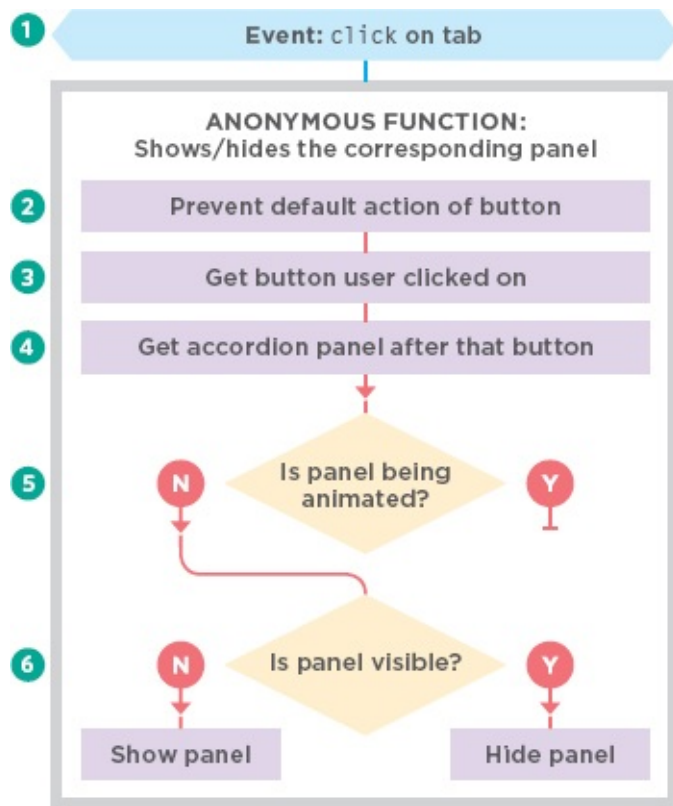 1
Event: click on tab
ANONYMOUS FUNCTION:
Shows/hides the corresponding panel
2
Prevent default action of button
3
Get button user clicked on
4
Get accordion panel after that button
5
N
Is panel being
animated?
Y
6
N
Is panel visible?
Y
Show panel
Hide panel